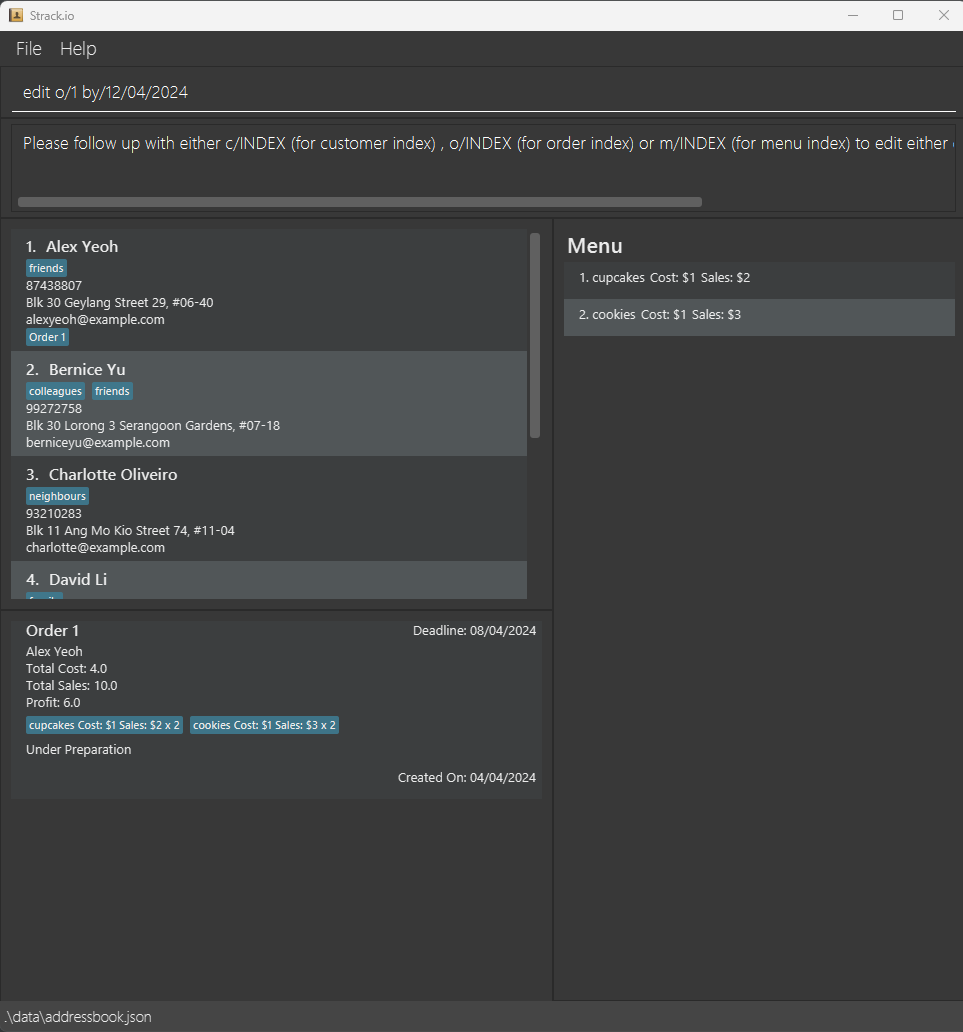 Strack.io
File Help
edit o/1 by/12/04/2024
Please follow up with either c/INDEX (for customer index) , o/INDEX (for order index) or m/INDEX (for menu index) to edit either
1. Alex Yeoh
friends
87438807
Blk 30 Geylang Street 29, #06-40
alexyeoh@example.com
Order 1
2. Bernice Yu
colleagues friends
99272758
Blk 30 Lorong 3 Serangoon Gardens, #07-18
berniceyu@example.com
3. Charlotte Oliveiro
neighbours
93210283
Blk 11 Ang Mo Kio Street 74, #11-04
charlotte@example.com
4. David Li
Menu
1. cupcakes Cost: $1 Sales: $2
2. cookies Cost: $1 Sales: $3
Order 1
Deadline: 08/04/2024
Alex Yeoh
Total Cost: 4.0
Total Sales: 10.0
Profit: 6.0
cupcakes Cost: $1 Sales: $2 x 2 cookies Cost: $1 Sales: $3 x 2
Under Preparation
Created On: 04/04/2024
.\data\addressbook.json